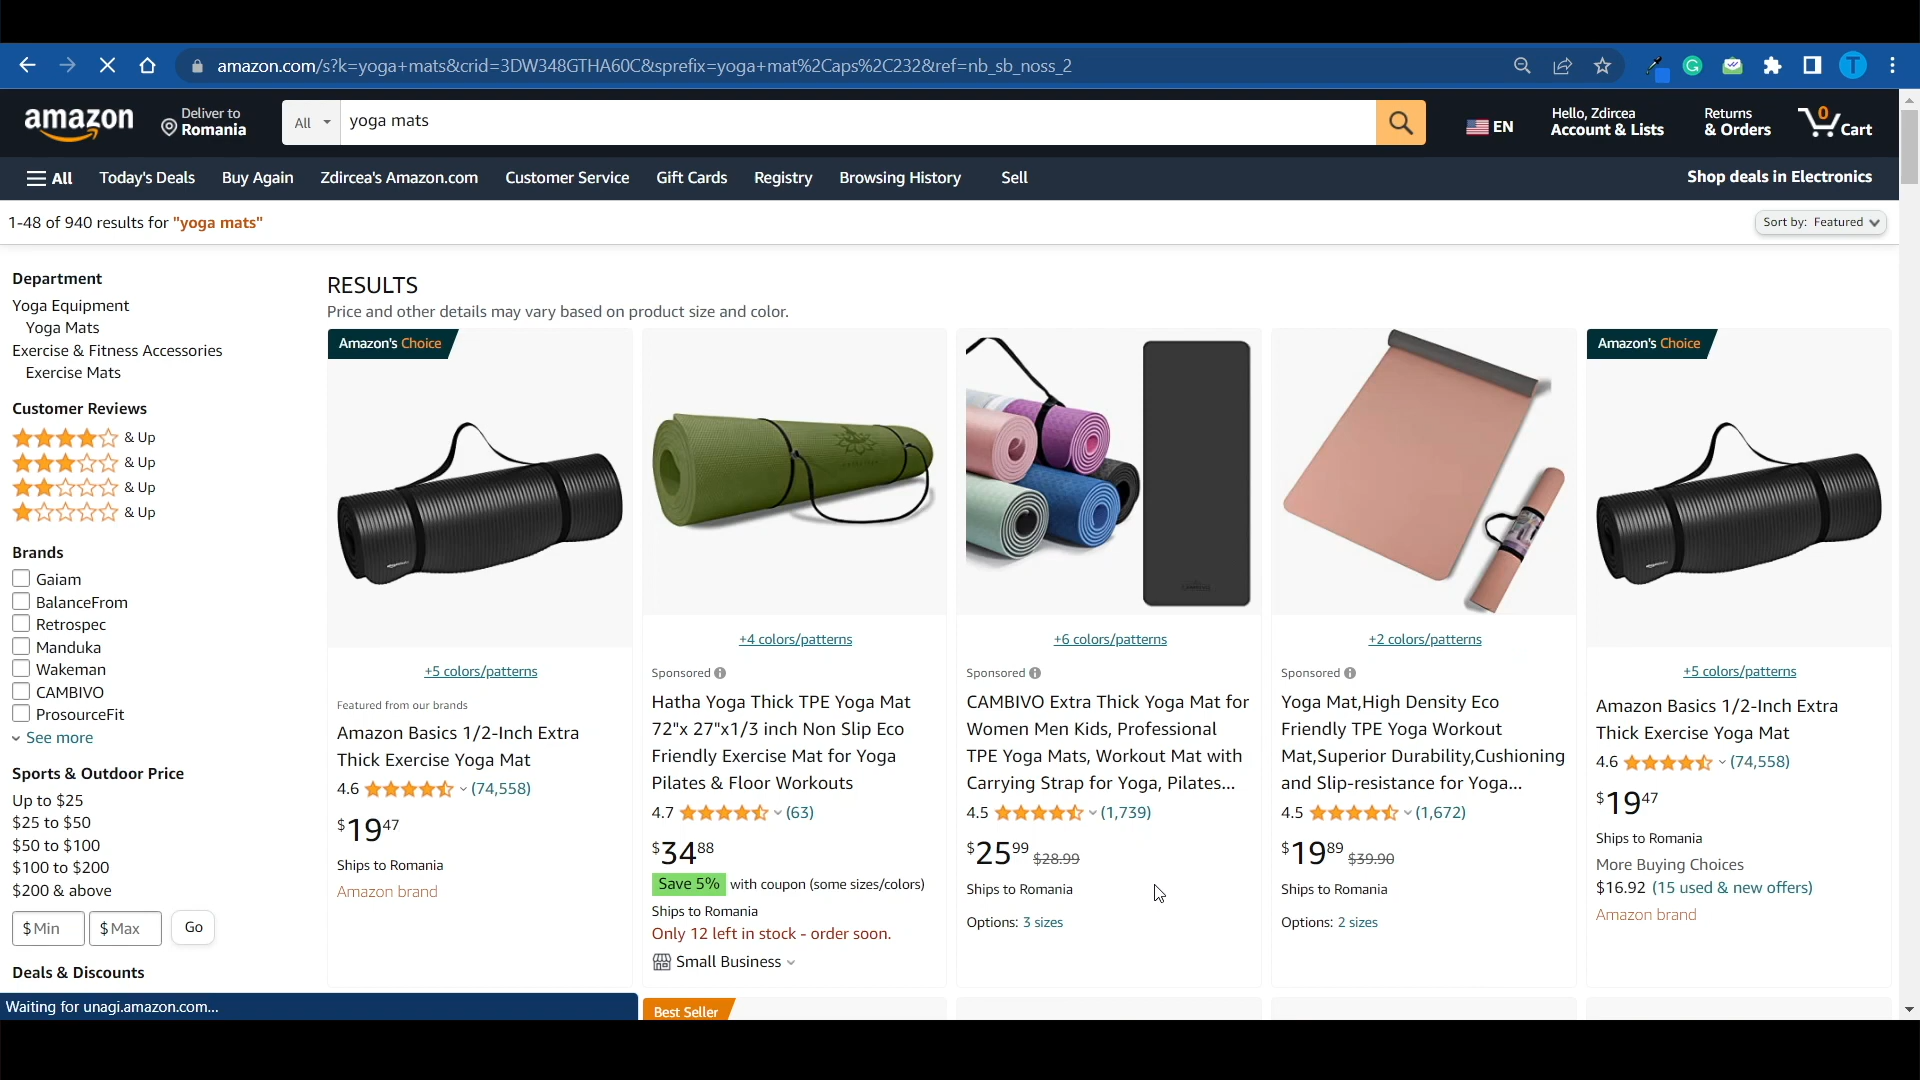 amazon.com/s?k=yoga+mats&crid=3DW348GTHA60C&sprefix=yoga+mat%2Caps%2C232&ref=nb_sb_noss_2
T
amazon
Deliver to
Romania
All
yoga mats
EN
Hello, Zdircea
Account & Lists
Returns
& Orders
0
Cart
All
Today's Deals
Buy Again
Zdircea's Amazon.com
Customer Service
Gift Cards
Registry
Browsing History
Sell
Shop deals in Electronics
1-48 of 940 results for "yoga mats"
Sort by: Featured
Department
Yoga Equipment
Yoga Mats
Exercise & Fitness Accessories
Exercise Mats
Customer Reviews
& Up
& Up
& Up
& Up
Brands
Gaiam
BalanceFrom
Retrospec
Manduka
Wakeman
CAMBIVO
ProsourceFit
See more
Sports & Outdoor Price
Up to $25
$25 to $50
$50 to $100
$100 to $200
$200 & above
$ Min
$ Max
Go
Deals & Discounts
Waiting for unagi.amazon.com...
RESULTS
Price and other details may vary based on product size and color.
Amazon's Choice
+5 colors/patterns
Featured from our brands
Amazon Basics 1/2-Inch Extra
Thick Exercise Yoga Mat
4.6 (74,558)
$19 47
Ships to Romania
Amazon brand
+4 colors/patterns
Sponsored
Hatha Yoga Thick TPE Yoga Mat
72"x 27"x1/3 inch Non Slip Eco
Friendly Exercise Mat for Yoga
Pilates & Floor Workouts
4.7 (63)
$34 88
Save 5% with coupon (some sizes/colors)
Ships to Romania
Only 12 left in stock - order soon.
Small Business
Best Seller
+6 colors/patterns
Sponsored
CAMBIVO Extra Thick Yoga Mat for
Women Men Kids, Professional
TPE Yoga Mats, Workout Mat with
Carrying Strap for Yoga, Pilates...
4.5 (1,739)
$25 99 $28.99
Ships to Romania
Options: 3 sizes
+2 colors/patterns
Sponsored
Yoga Mat,High Density Eco
Friendly TPE Yoga Workout
Mat,Superior Durability,Cushioning
and Slip-resistance for Yoga...
4.5 (1,672)
$19 89 $39.90
Ships to Romania
Options: 2 sizes
Amazon's Choice
+5 colors/patterns
Amazon Basics 1/2-Inch Extra
Thick Exercise Yoga Mat
4.6 (74,558)
$19 47
Ships to Romania
More Buying Choices
$16.92 (15 used & new offers)
Amazon brand